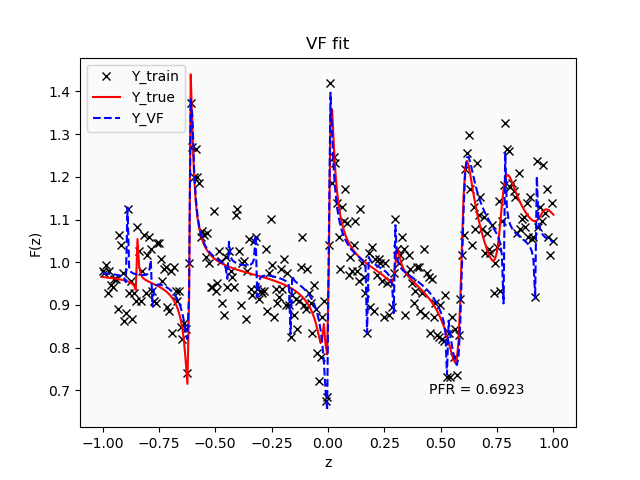 VF fit
Y_train
Y_true
Y_VF
F(z)
1.4
1.3
1.2
1.1
1.0
0.9
0.8
0.7
PFR = 0.6923
−1.00 −0.75 −0.50 −0.25 0.00 0.25 0.50 0.75 1.00
z